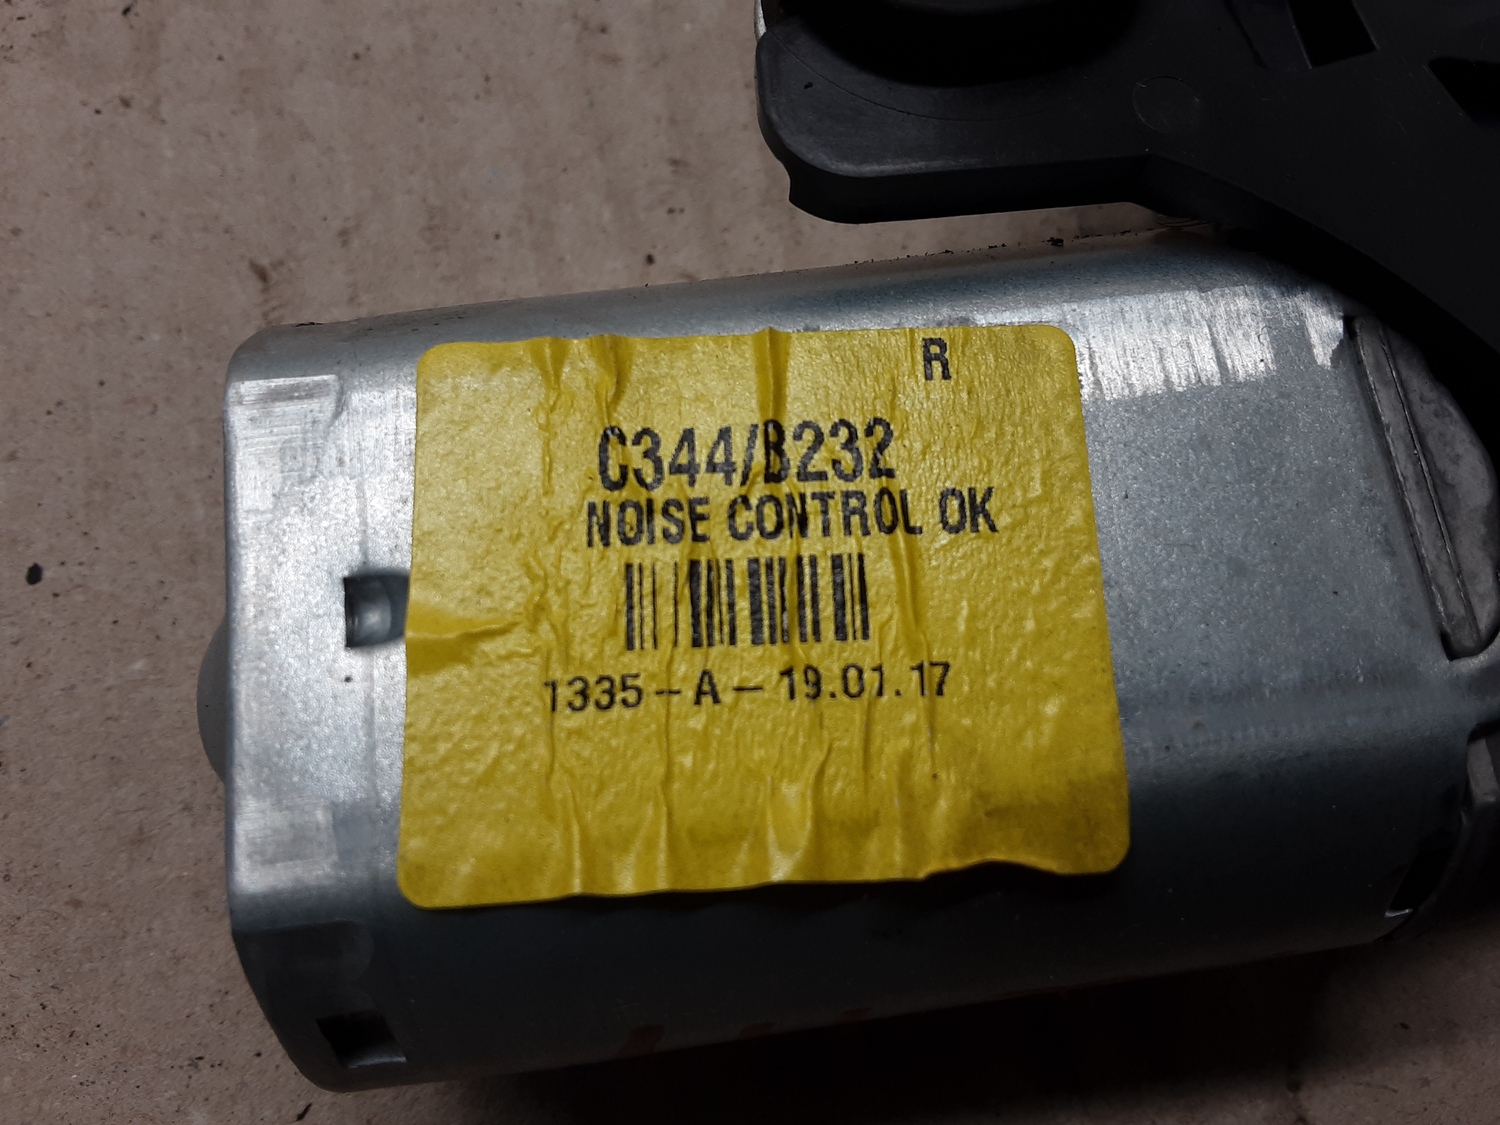 R
C344/B232
NOISE CONTROL OK
1335-A-19.01.17